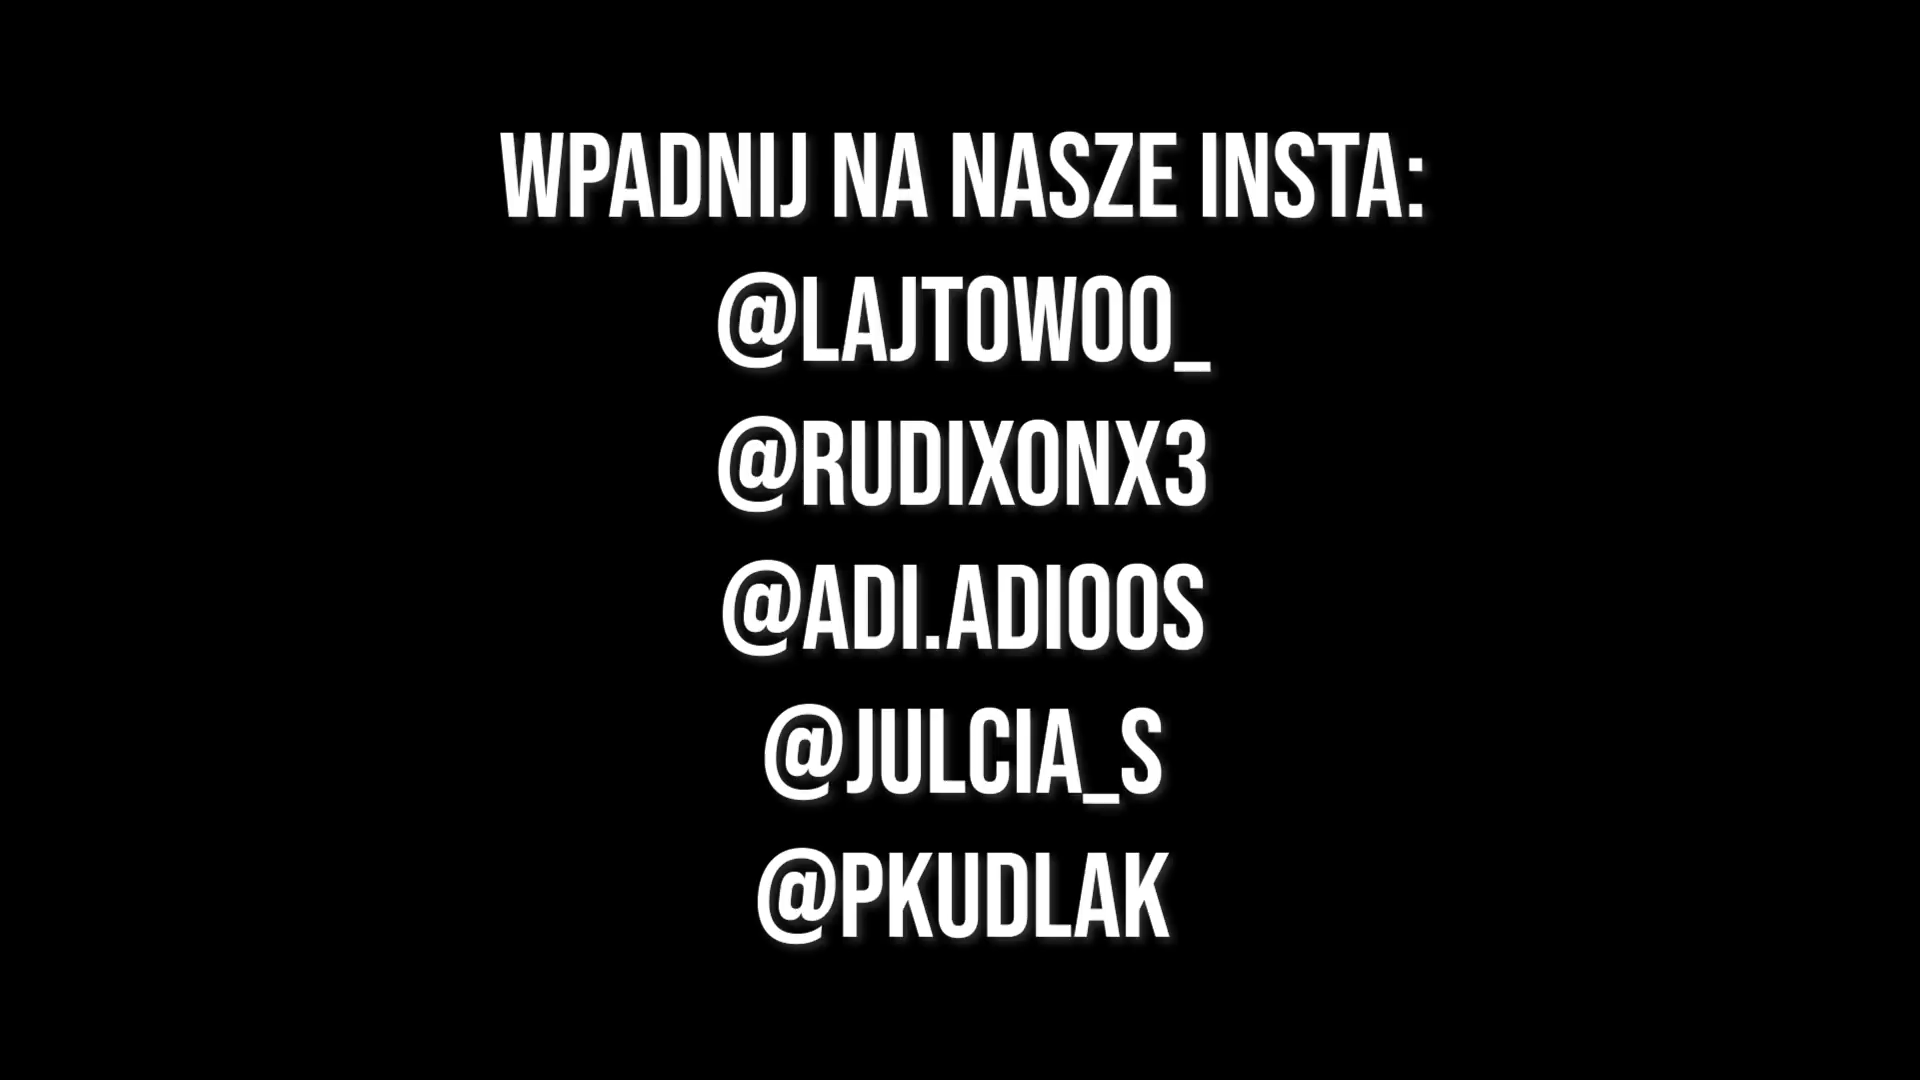 WPADNIJ NA NASZE INSTA:
@LAJTOWOO_
@RUDIXONX3
@ADI.ADIOOS
@JULCIA_S
@PKUDLAK